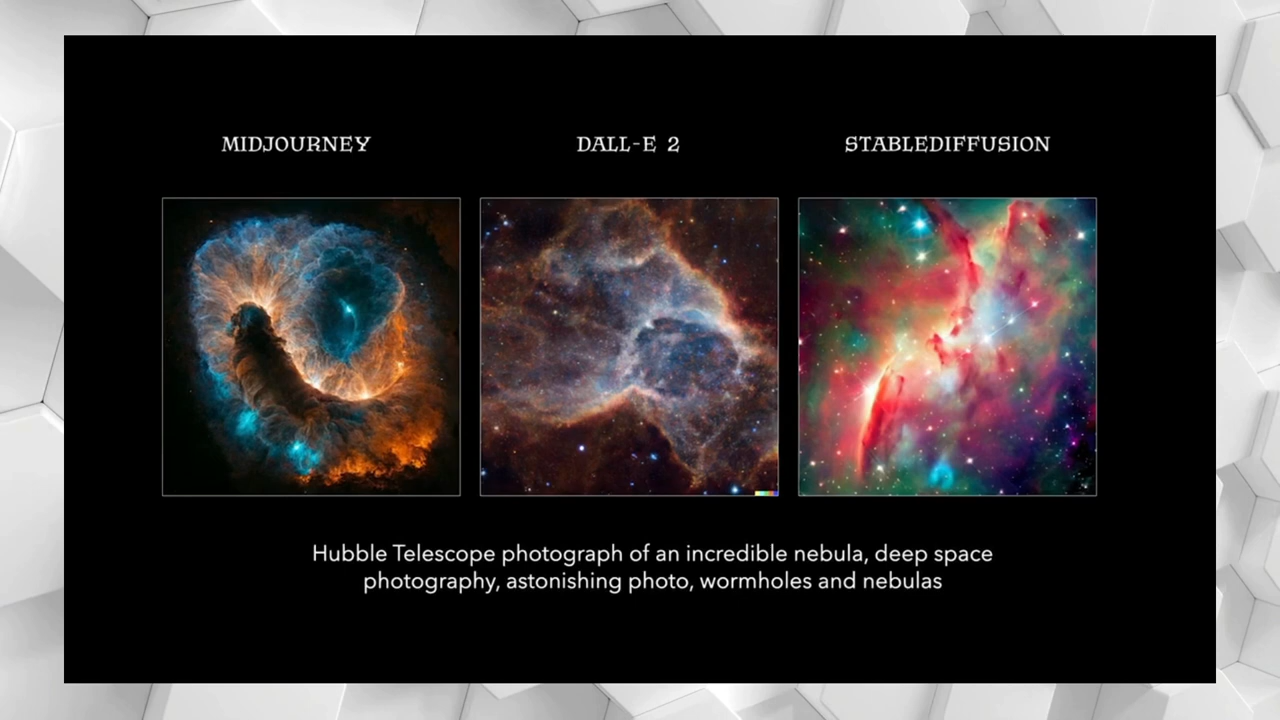 MIDJOURNEY
DALL-E 2
STABLEDIFFUSION
Hubble Telescope photograph of an incredible nebula, deep space
photography, astonishing photo, wormholes and nebulas